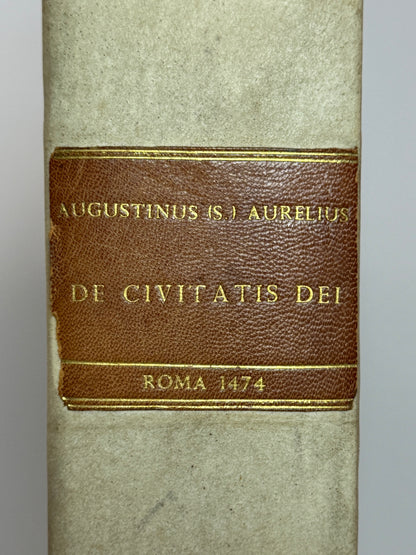 AUGUSTINUS (S.) AURELIUS
DE CIVITATIS DEI
ROMA 1474